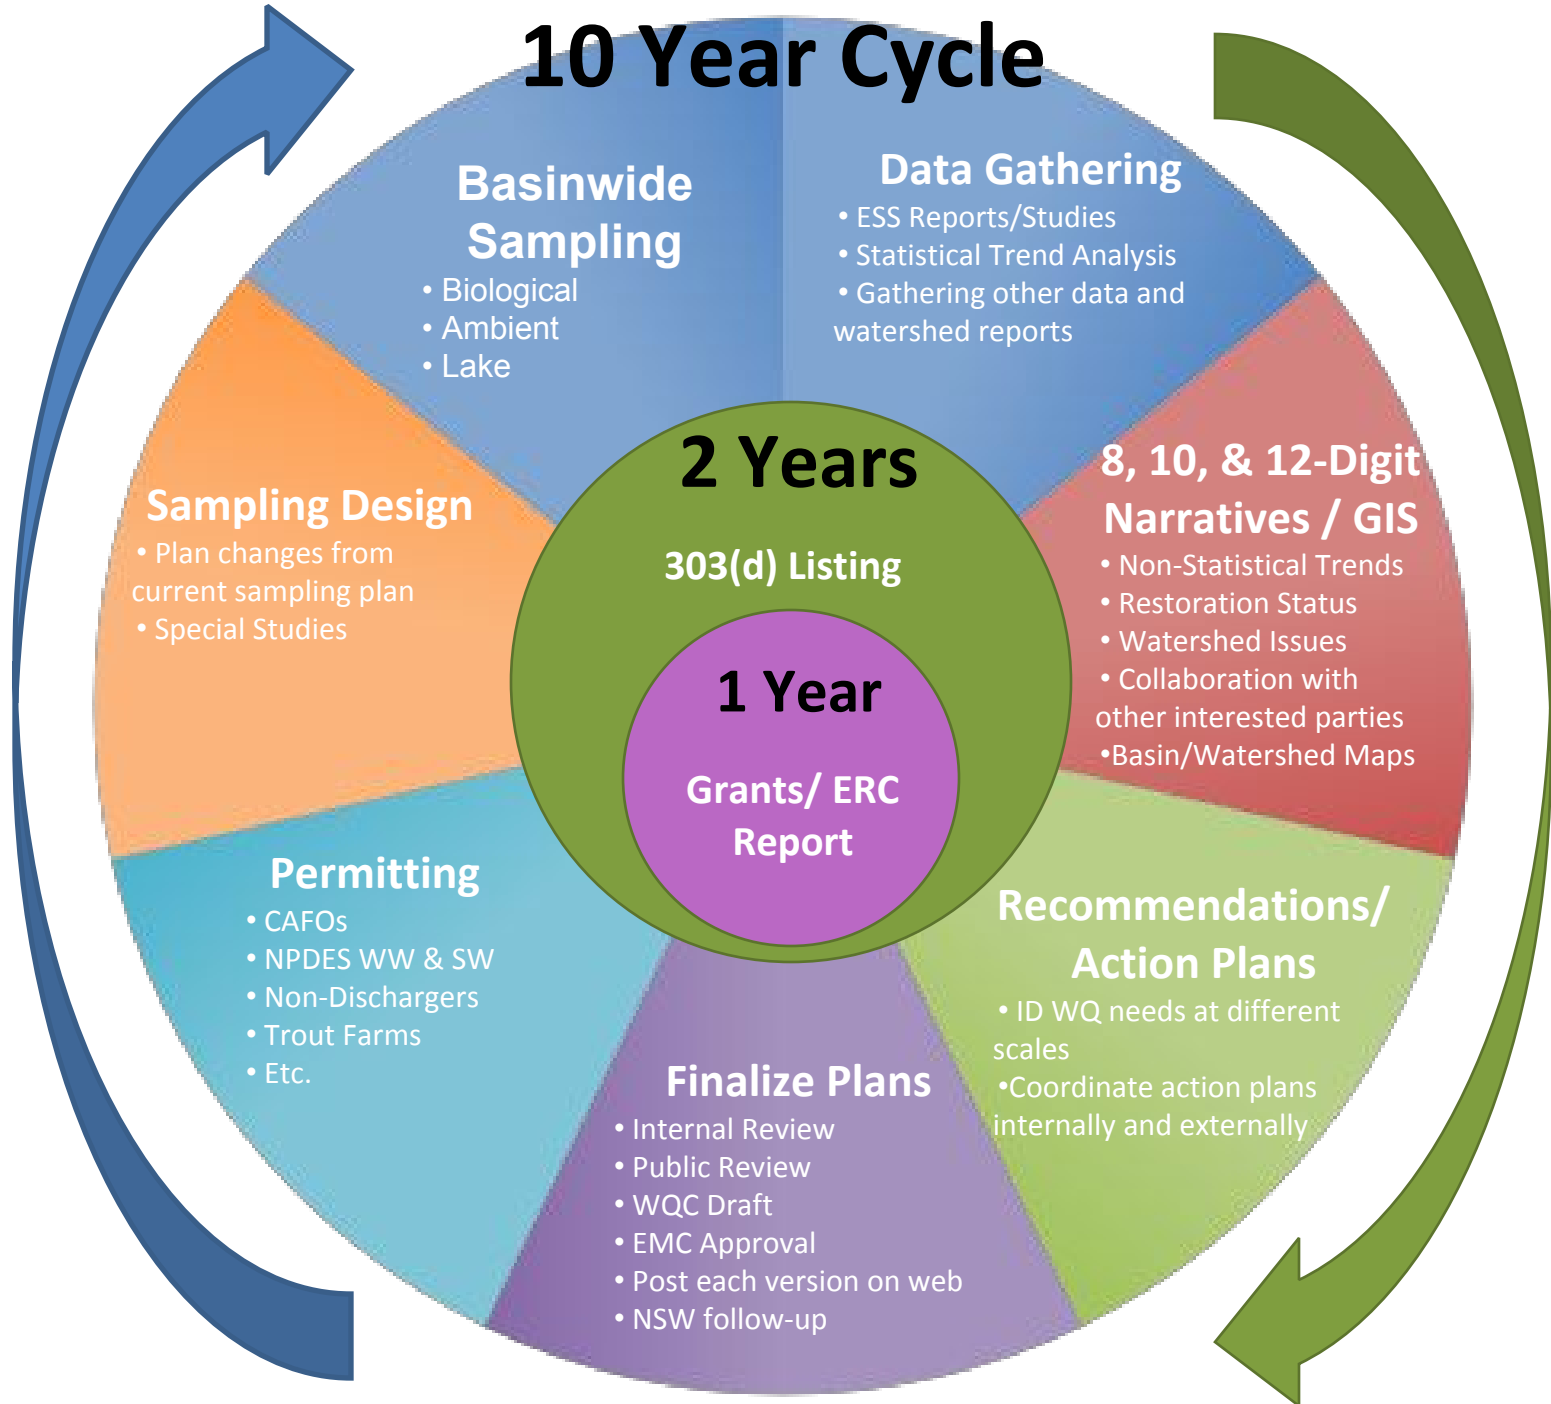 10 Year Cycle
Basinwide
Sampling
• Biological
• Ambient
• Lake
Data Gathering
• ESS Reports/Studies
• Statistical Trend Analysis
• Gathering other data and
watershed reports
8, 10, & 12-Digit
Narratives / GIS
• Non-Statistical Trends
• Restoration Status
• Watershed Issues
• Collaboration with
other interested parties
•Basin/Watershed Maps
Recommendations/
Action Plans
• ID WQ needs at different
scales
•Coordinate action plans
internally and externally
Finalize Plans
• Internal Review
• Public Review
• WQC Draft
• EMC Approval
• Post each version on web
• NSW follow-up
Permitting
• CAFOs
• NPDES WW & SW
• Non-Dischargers
• Trout Farms
• Etc.
Sampling Design
• Plan changes from
current sampling plan
• Special Studies
2 Years
303(d) Listing
1 Year
Grants/ ERC
Report